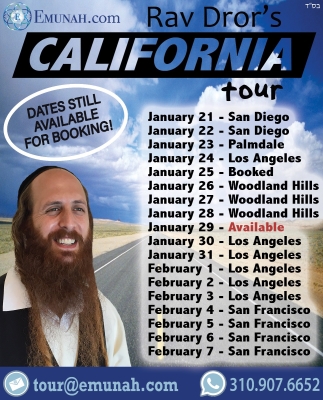 בס"ד
EMUNAH.com
Rav Dror's
CALIFORNIA
tour
DATES STILL
AVAILABLE
FOR BOOKING!
January 21 - San Diego
January 22 - San Diego
January 23 - Palmdale
January 24 - Los Angeles
January 25 - Booked
January 26 - Woodland Hills
January 27 - Woodland Hills
January 28 - Woodland Hills
January 29 - Available
January 30 - Los Angeles
January 31 - Los Angeles
February 1 - Los Angeles
February 2 - Los Angeles
February 3 - Los Angeles
February 4 - San Francisco
February 5 - San Francisco
February 6 - San Francisco
February 7 - San Francisco
tour@emunah.com
310.907.6652